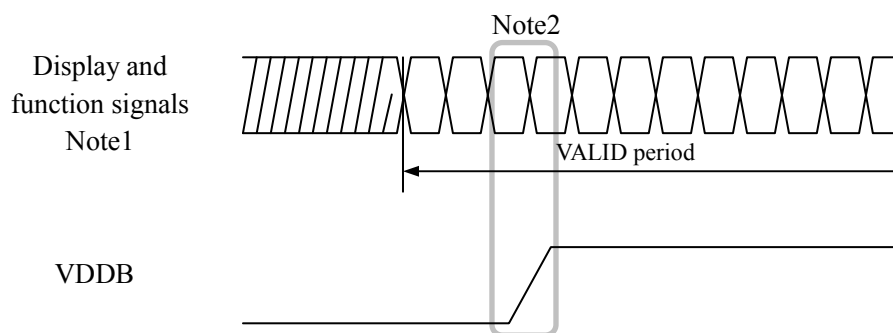 Note2
Display and
function signals
Note1
VALID period
VDDB